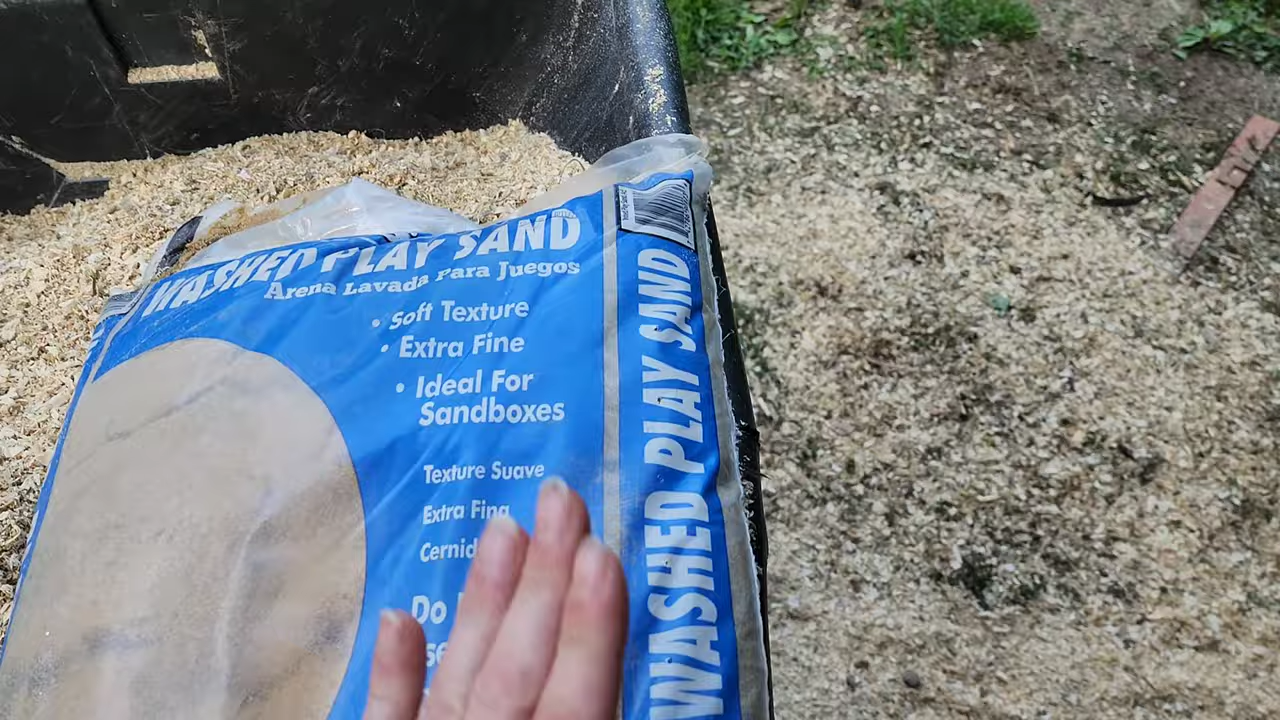 WASHED PLAY SAND
Arena Lavada Para Juegos
• Soft Texture
• Extra Fine
• Ideal For
Sandboxes
Texture Suave
Extra Fina
Do
WASHED PLAY SAND